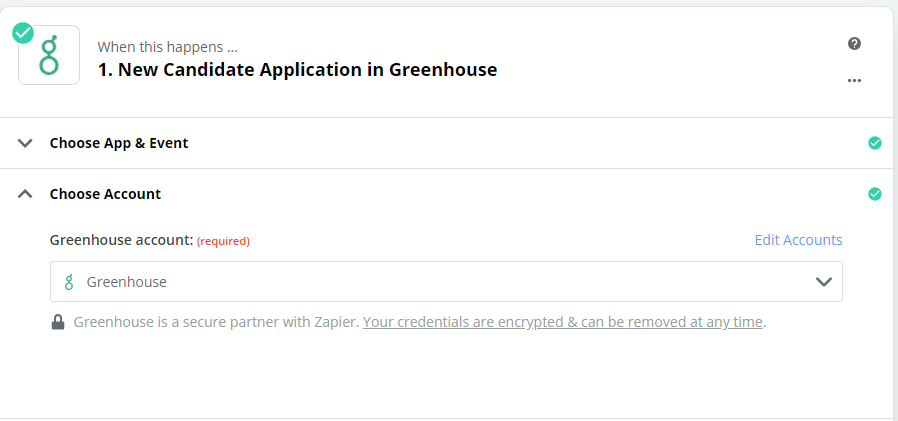 When this happens ...
1. New Candidate Application in Greenhouse
Choose App & Event
Choose Account
Greenhouse account: (required)
Edit Accounts
Greenhouse
Greenhouse is a secure partner with Zapier. Your credentials are encrypted & can be removed at any time.